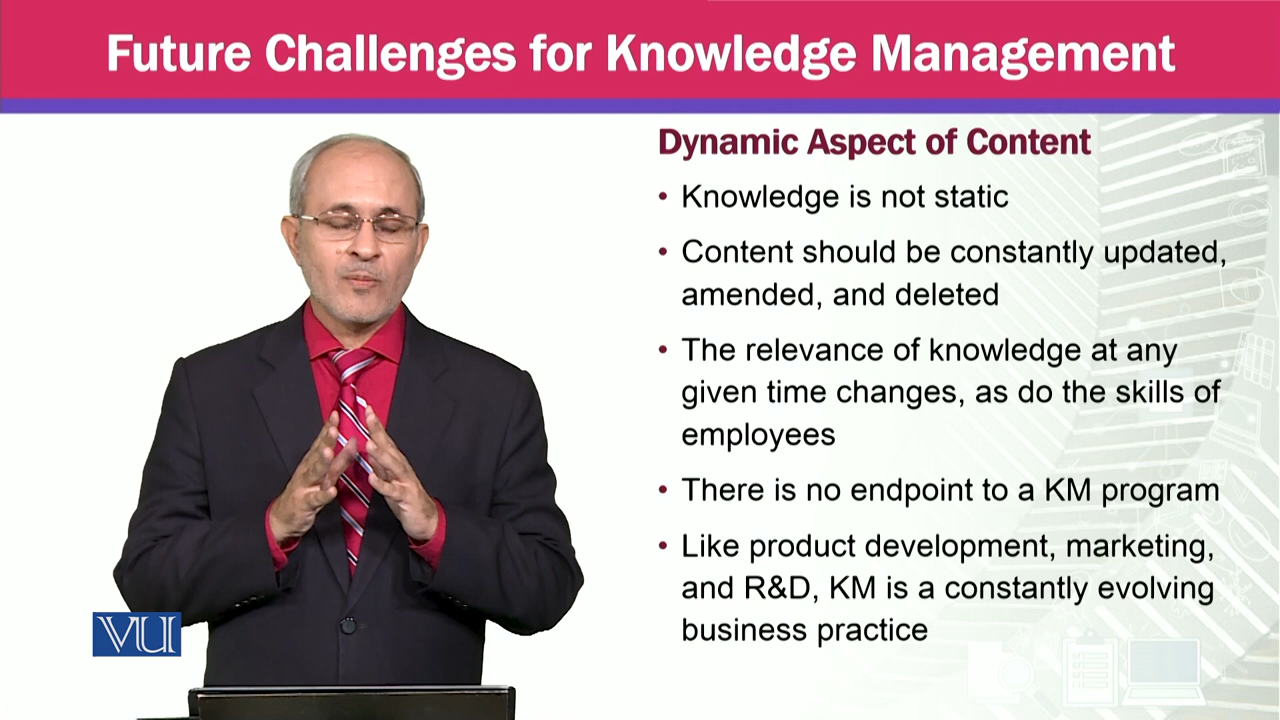 Future Challenges for Knowledge Management
Dynamic Aspect of Content
• Knowledge is not static
• Content should be constantly updated,
amended, and deleted
• The relevance of knowledge at any
given time changes, as do the skills of
employees
• There is no endpoint to a KM program
• Like product development, marketing,
and R&D, KM is a constantly evolving
business practice
VU